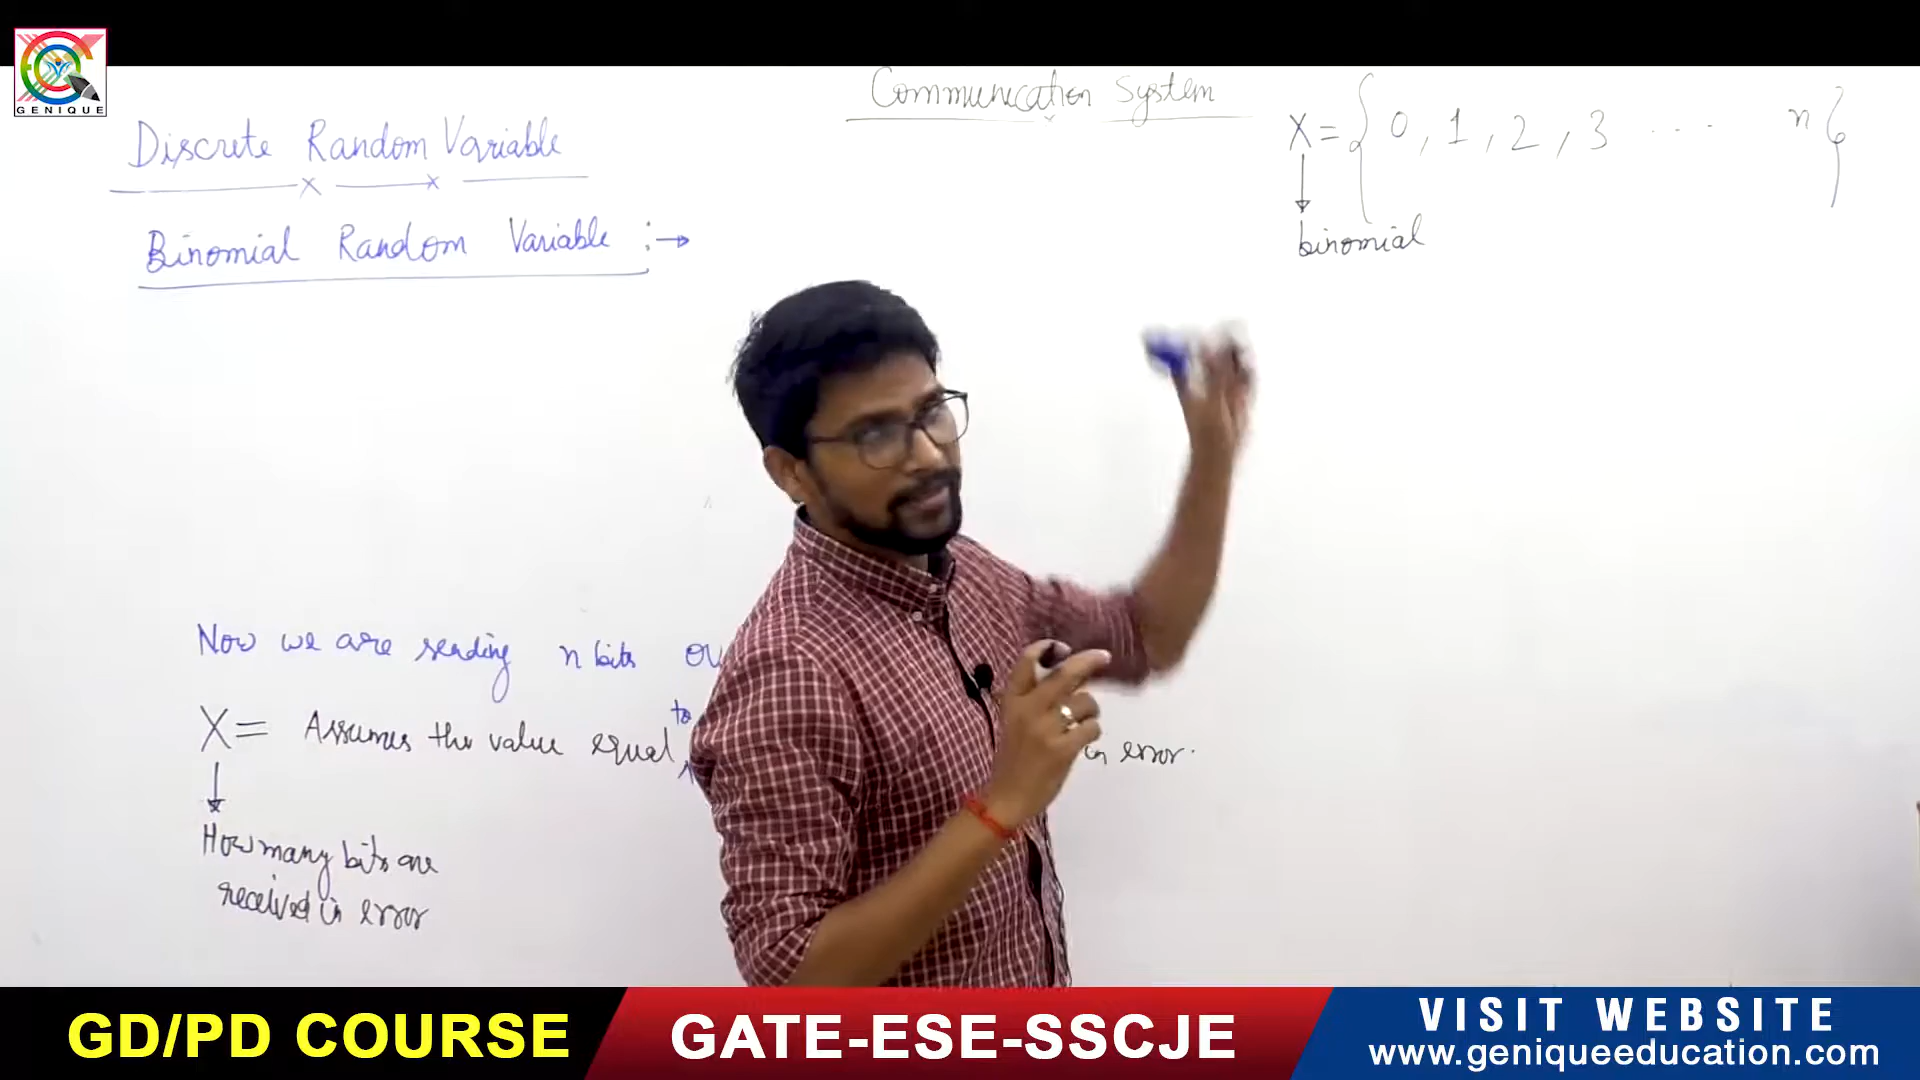 GENIQUE
Communication System
Discrete Random Variable
X = { 0, 1, 2, 3 ... n }
binomial
Binomial Random Variable :→
Now we are sending n bits
X = Assumes the value equal to
in error.
How many bits are
received in error
GD/PD COURSE
GATE-ESE-SSCJE
VISIT WEBSITE
www.geniqueeducation.com